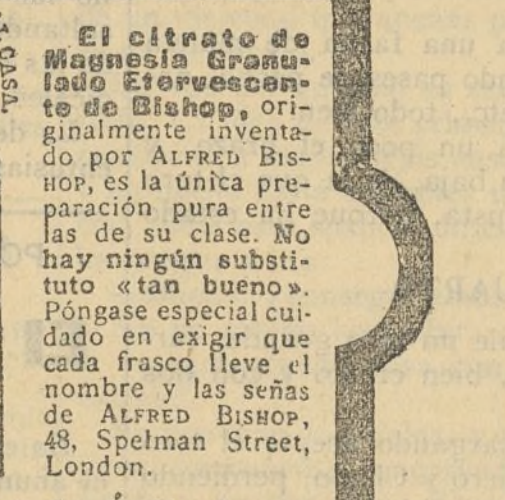 El citrato de
Magnesia Granu-
lado Efervescen-
te de Bishop, ori-
ginalmente inventa-
do por ALFRED BIS-
HOP, es la única pre-
paración pura entre
las de su clase. No
hay ningún substi-
tuto «tan bueno».
Póngase especial cui-
dado en exigir que
cada frasco lleve el
nombre y las señas
de ALFRED BISHOP,
48, Spelman Street,
London.
CASA.